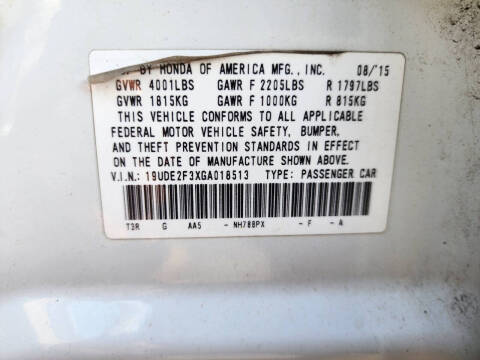 BY HONDA OF AMERICA MFG., INC. 08/'15
GVWR 4001LBS GAWR F 2205LBS R 1797LBS
GVWR 1815KG GAWR F 1000KG R 815KG
THIS VEHICLE CONFORMS TO ALL APPLICABLE
FEDERAL MOTOR VEHICLE SAFETY, BUMPER,
AND THEFT PREVENTION STANDARDS IN EFFECT
ON THE DATE OF MANUFACTURE SHOWN ABOVE.
V.I.N.: 19UDE2F3XGA018513 TYPE: PASSENGER CAR
T3R G AA5 - NH788PX - F - A